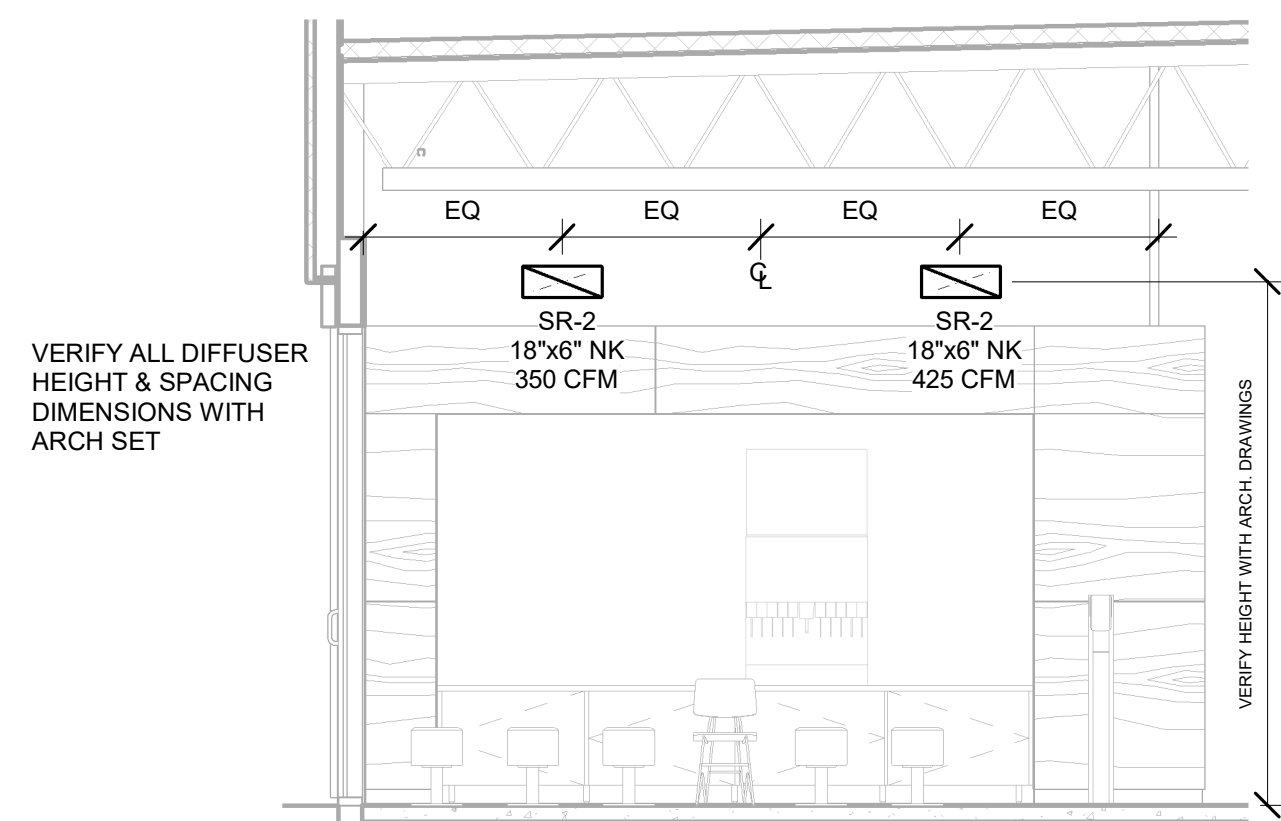 EQ
EQ
EQ
EQ
℄
SR-2
18"x6" NK
350 CFM
SR-2
18"x6" NK
425 CFM
VERIFY ALL DIFFUSER
HEIGHT & SPACING
DIMENSIONS WITH
ARCH SET
VERIFY HEIGHT WITH ARCH. DRAWINGS